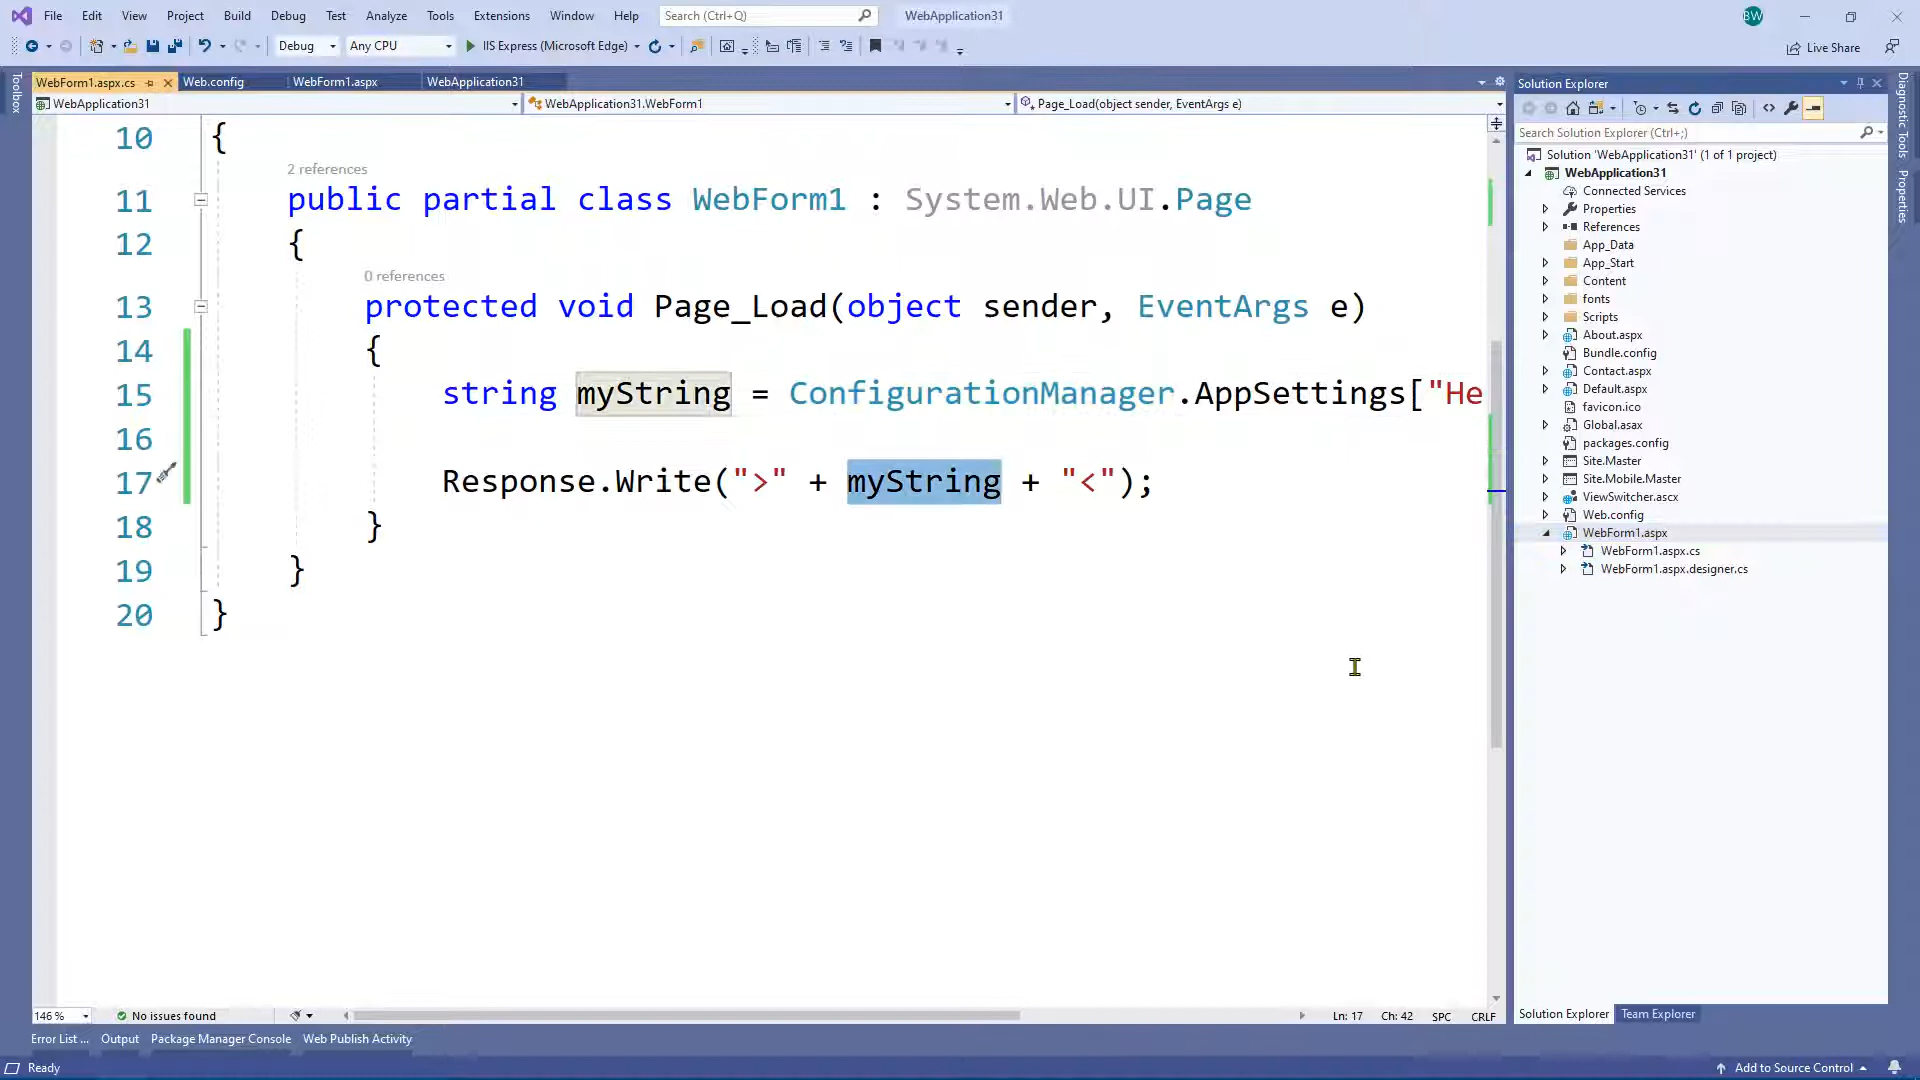 File Edit View Project Build Debug Test Analyze Tools Extensions Window Help Search (Ctrl+Q) WebApplication31 BW
Debug Any CPU IIS Express (Microsoft Edge) Live Share
Toolbox
WebForm1.aspx.cs Web.config WebForm1.aspx WebApplication31
WebApplication31 WebApplication31.WebForm1 Page_Load(object sender, EventArgs e)
10 {
2 references
11 public partial class WebForm1 : System.Web.UI.Page
12 {
0 references
13 protected void Page_Load(object sender, EventArgs e)
14 {
15 string myString = ConfigurationManager.AppSettings["He
16
17 Response.Write(">" + myString + "<");
18 }
19 }
20 }
146 % No issues found Ln: 17 Ch: 42 SPC CRLF
Solution Explorer
Search Solution Explorer (Ctrl+;)
Solution 'WebApplication31' (1 of 1 project)
WebApplication31
Connected Services
Properties
References
App_Data
App_Start
Content
fonts
Scripts
About.aspx
Bundle.config
Contact.aspx
Default.aspx
favicon.ico
Global.asax
packages.config
Site.Master
Site.Mobile.Master
ViewSwitcher.ascx
Web.config
WebForm1.aspx
WebForm1.aspx.cs
WebForm1.aspx.designer.cs
Solution Explorer Team Explorer
Diagnostic Tools
Properties
Error List ... Output Package Manager Console Web Publish Activity
Ready Add to Source Control